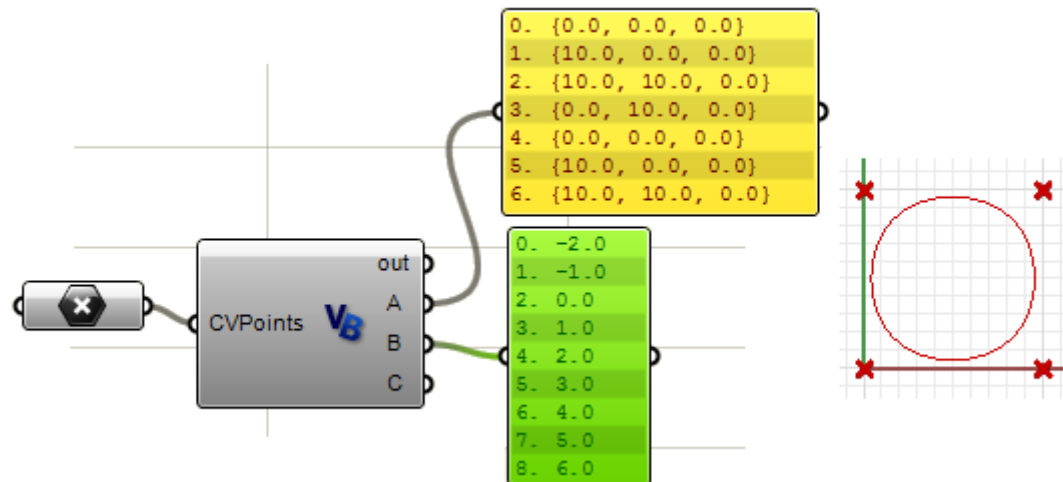 0. {0.0, 0.0, 0.0}
1. {10.0, 0.0, 0.0}
2. {10.0, 10.0, 0.0}
3. {0.0, 10.0, 0.0}
4. {0.0, 0.0, 0.0}
5. {10.0, 0.0, 0.0}
6. {10.0, 10.0, 0.0}
CVPoints
VB
out
A
B
C
0. -2.0
1. -1.0
2. 0.0
3. 1.0
4. 2.0
5. 3.0
6. 4.0
7. 5.0
8. 6.0